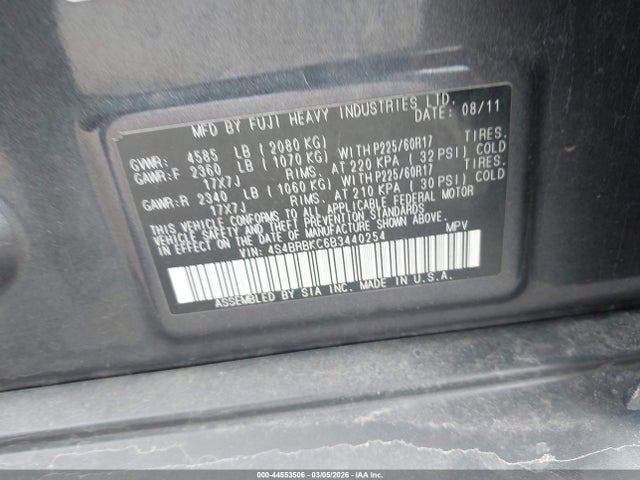 MFD BY FUJI HEAVY INDUSTRIES LTD.
DATE: 08/11
GVWR: 4585 LB (2080 KG)
GAWR:F 2360 LB (1070 KG) WITH P225/60R17 TIRES.
17X7J RIMS. AT 220 KPA (32 PSI) COLD
GAWR:R 2340 LB (1060 KG) WITH P225/60R17 TIRES.
17X7J RIMS. AT 210 KPA (30 PSI) COLD
THIS VEHICLE CONFORMS TO ALL APPLICABLE FEDERAL MOTOR
VEHICLE SAFETY AND THEFT PREVENTION STANDARDS
IN EFFECT ON THE DATE OF MANUFACTURE SHOWN ABOVE.
VIN: 4S4BRBKC6B3440254 MPV
ASSEMBLED BY SIA INC. MADE IN U.S.A.
000-44553506 - 03/05/2026 - © IAA Holdings, LLC